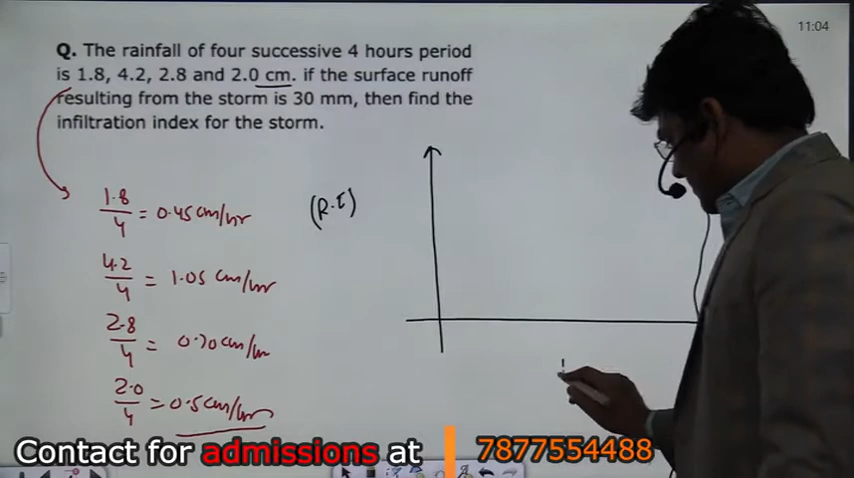 11:04
Q. The rainfall of four successive 4 hours period
is 1.8, 4.2, 2.8 and 2.0 cm. if the surface runoff
resulting from the storm is 30 mm, then find the
infiltration index for the storm.
1.8/4 = 0.45 cm/hr
(R.I)
4.2/4 = 1.05 cm/hr
2.8/4 = 0.70 cm/hr
2.0/4 = 0.5 cm/hr
Contact for admissions at 7877554488